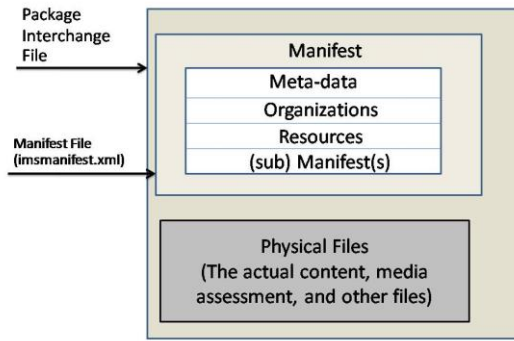 Package
Interchange
File
Manifest
Meta-data
Organizations
Resources
(sub) Manifest(s)
Manifest File
(imsmanifest.xml)
Physical Files
(The actual content, media
assessment, and other files)